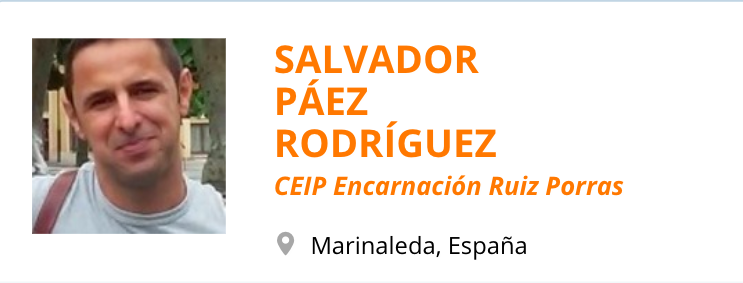 SALVADOR
PÁEZ
RODRÍGUEZ
CEIP Encarnación Ruiz Porras
Marinaleda, España